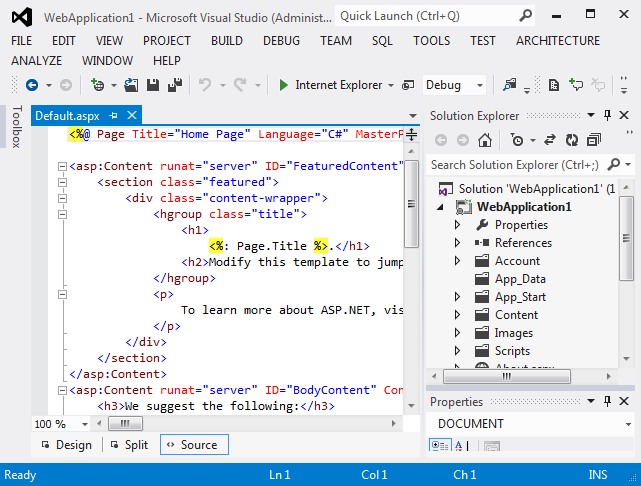 WebApplication1 - Microsoft Visual Studio (Administ...
Quick Launch (Ctrl+Q)
FILE EDIT VIEW PROJECT BUILD DEBUG TEAM SQL TOOLS TEST ARCHITECTURE
ANALYZE WINDOW HELP
Internet Explorer Debug
Toolbox
Default.aspx
<%@ Page Title="Home Page" Language="C#" MasterP
<asp:Content runat="server" ID="FeaturedContent"
<section class="featured">
<div class="content-wrapper">
<hgroup class="title">
<h1>
<%: Page.Title %>.</h1>
<h2>Modify this template to jump
</hgroup>
<p>
To learn more about ASP.NET, vis
</p>
</div>
</section>
</asp:Content>
<asp:Content runat="server" ID="BodyContent" Con
<h3>We suggest the following:</h3>
100 %
Design Split Source
Solution Explorer
Search Solution Explorer (Ctrl+;)
Solution 'WebApplication1' (1
WebApplication1
Properties
References
Account
App_Data
App_Start
Content
Images
Scripts
About.aspx
Properties
DOCUMENT
Ready Ln 1 Col 1 Ch 1 INS